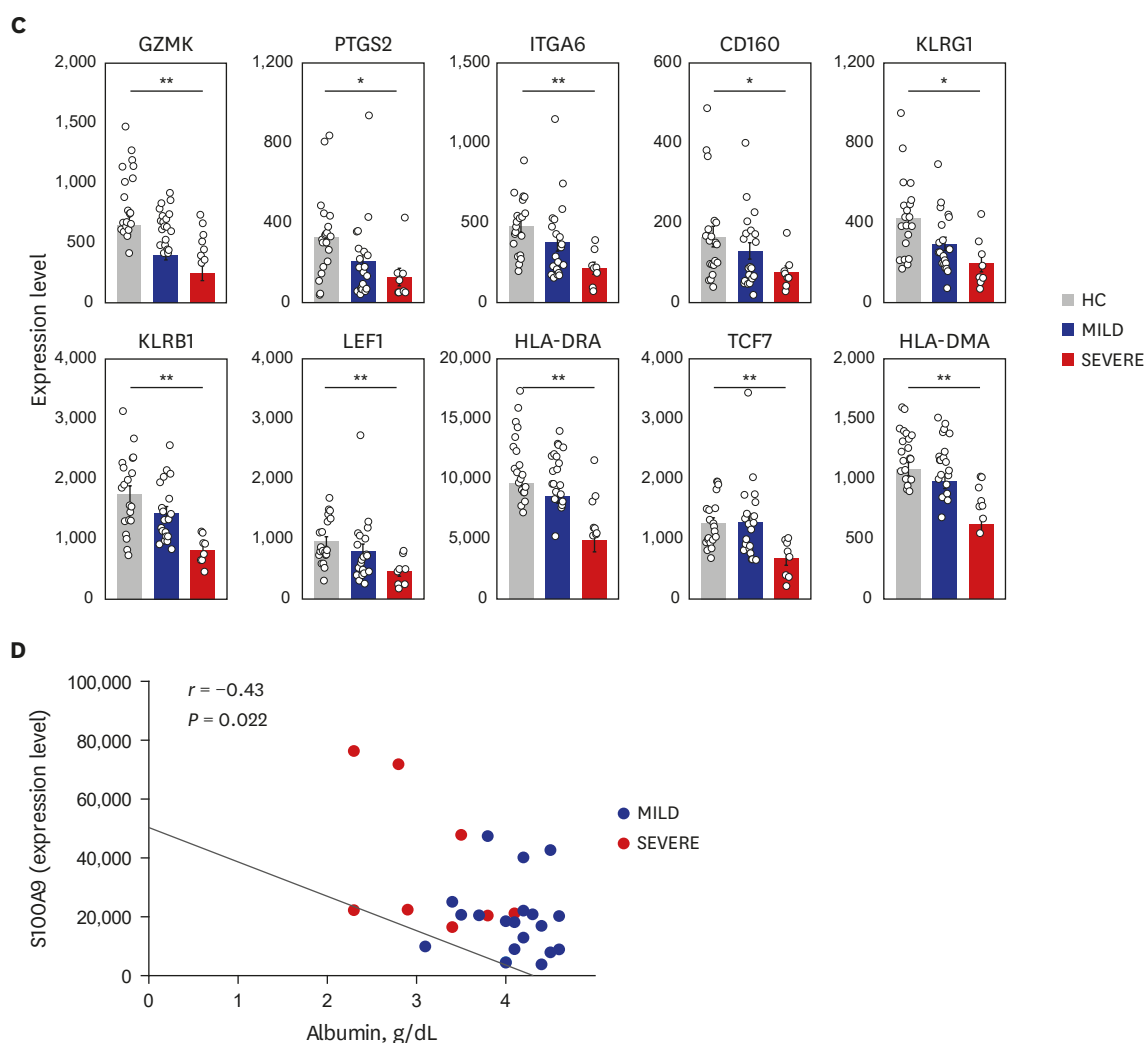 C
GZMK PTGS2 ITGA6 CD160 KLRG1
Expression level
2,000 1,500 1,000 500 0
**
1,200 800 400 0
*
1,500 1,000 500 0
**
600 400 200 0
*
1,200 800 400 0
*
HC
MILD
SEVERE
KLRB1 LEF1 HLA-DRA TCF7 HLA-DMA
4,000 3,000 2,000 1,000 0
**
4,000 3,000 2,000 1,000 0
**
20,000 15,000 10,000 5,000 0
**
4,000 3,000 2,000 1,000 0
**
2,000 1,500 1,000 500 0
**
D
S100A9 (expression level)
100,000
80,000
60,000
40,000
20,000
0
r = −0.43
P = 0.022
MILD
SEVERE
0 1 2 3 4
Albumin, g/dL